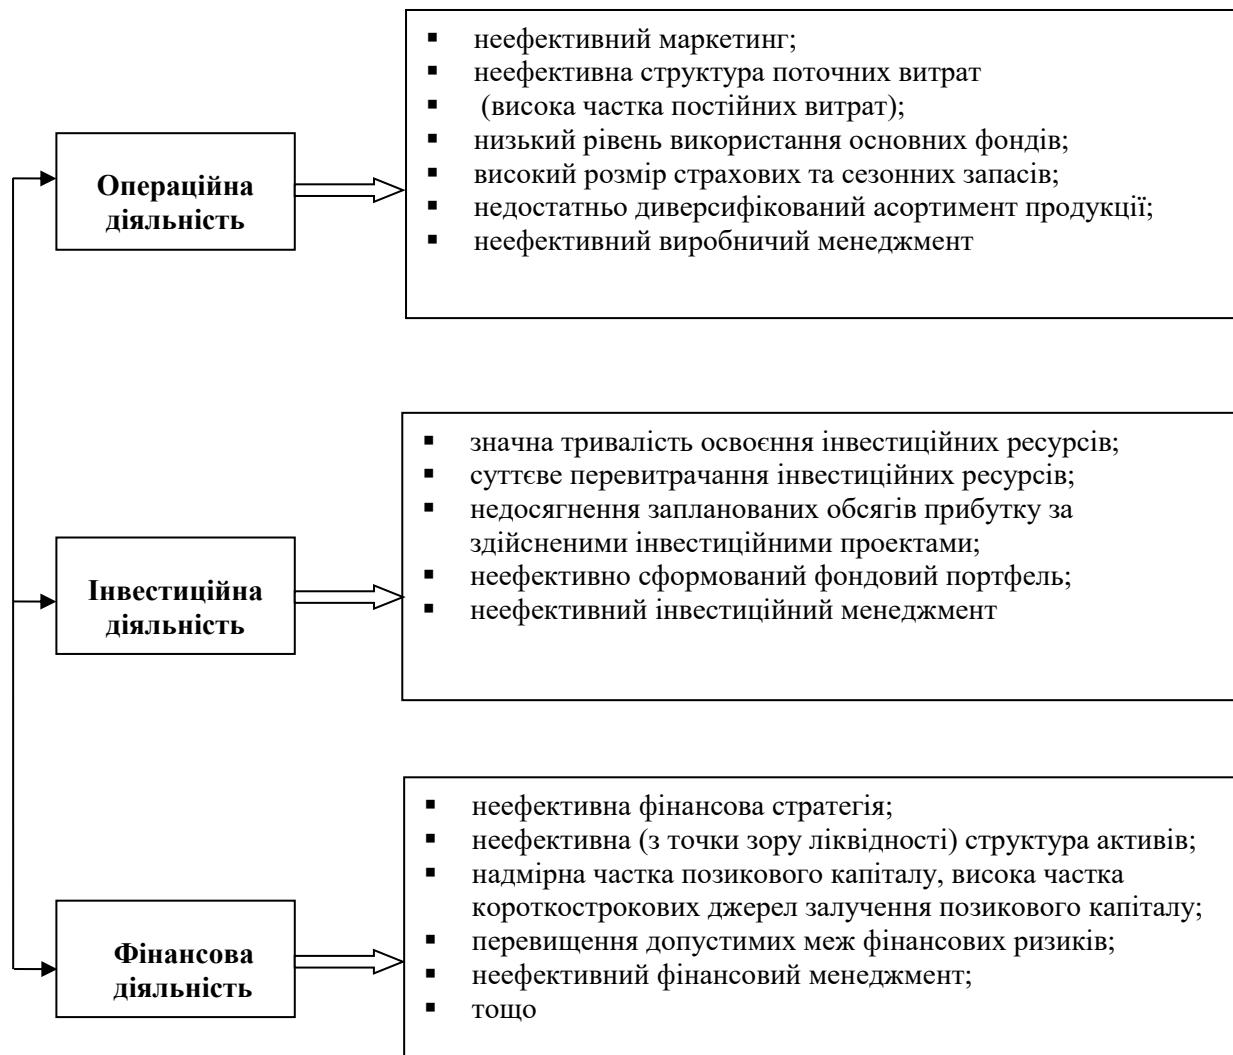 ▪ неефективний маркетинг;
▪ неефективна структура поточних витрат
▪ (висока частка постійних витрат);
▪ низький рівень використання основних фондів;
▪ високий розмір страхових та сезонних запасів;
▪ недостатньо диверсифікований асортимент продукції;
▪ неефективний виробничий менеджмент
Операційна
діяльність
▪ значна тривалість освоєння інвестиційних ресурсів;
▪ суттєве перевитрачання інвестиційних ресурсів;
▪ недосягнення запланованих обсягів прибутку за
здійсненими інвестиційними проектами;
▪ неефективно сформований фондовий портфель;
▪ неефективний інвестиційний менеджмент
Інвестиційна
діяльність
▪ неефективна фінансова стратегія;
▪ неефективна (з точки зору ліквідності) структура активів;
▪ надмірна частка позикового капіталу, висока частка
короткострокових джерел залучення позикового капіталу;
▪ перевищення допустимих меж фінансових ризиків;
▪ неефективний фінансовий менеджмент;
▪ тощо
Фінансова
діяльність